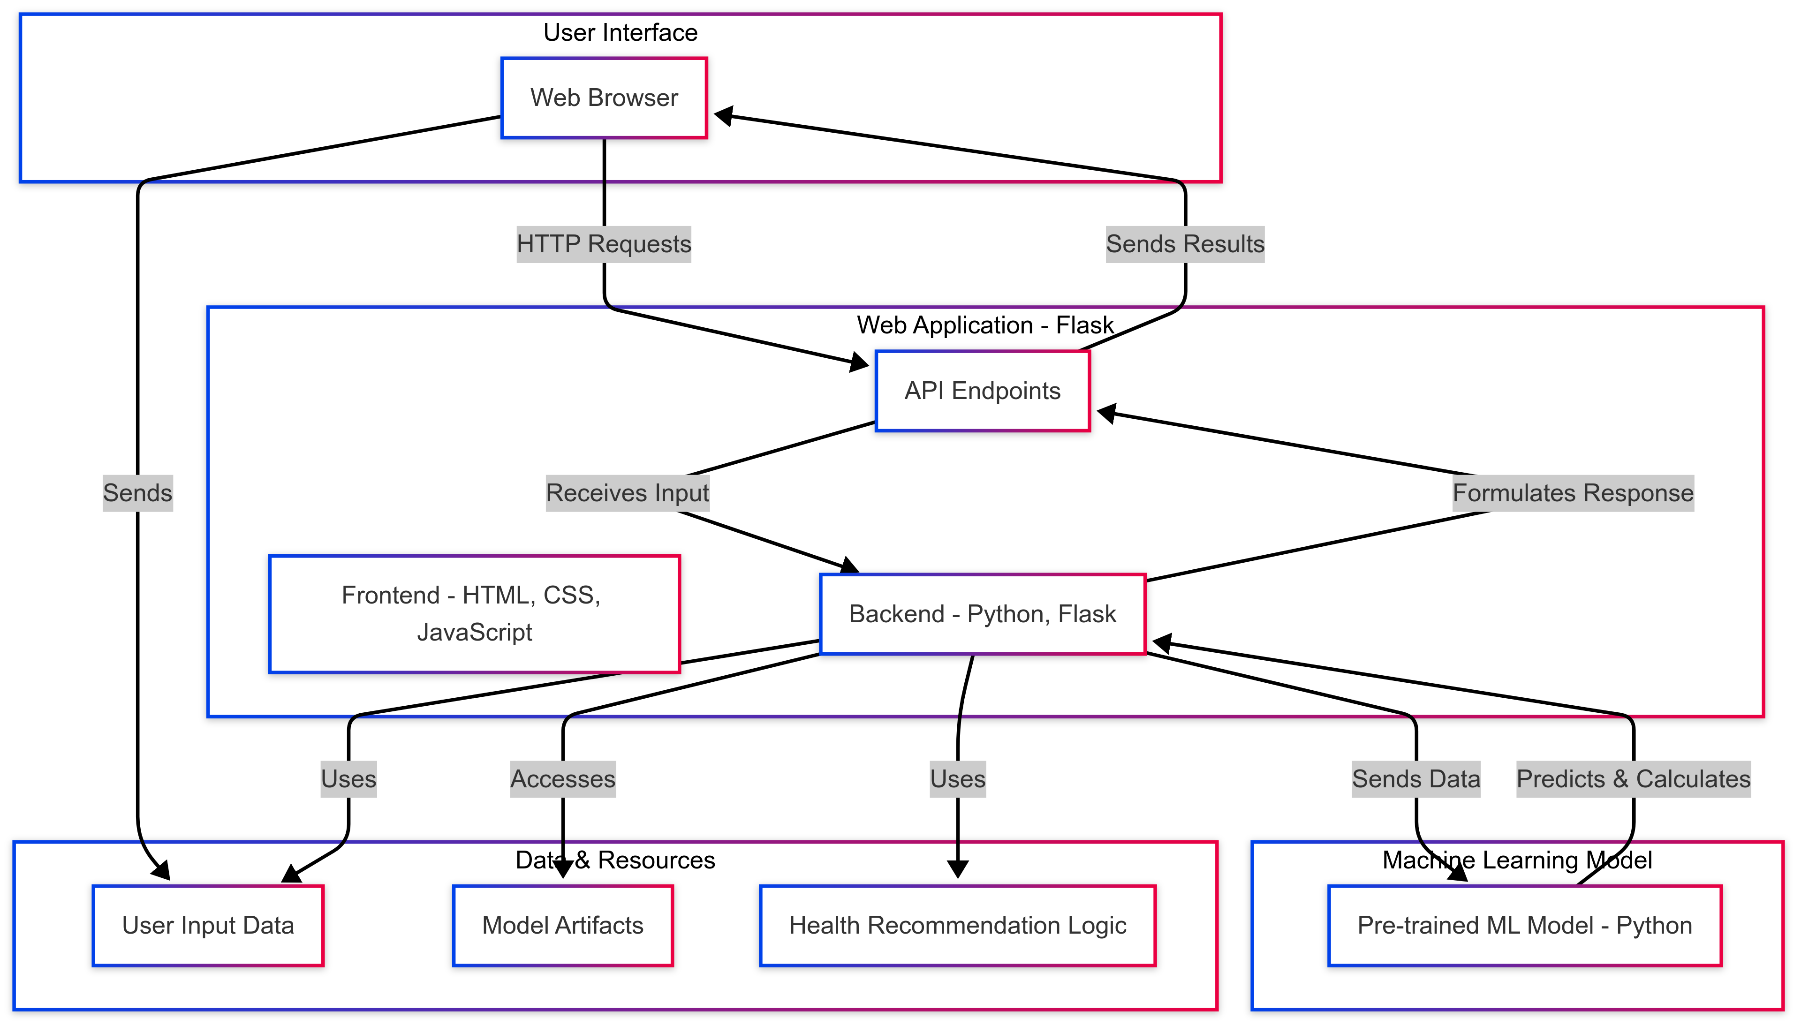 User Interface
Web Browser
HTTP Requests
Sends Results
Web Application - Flask
API Endpoints
Sends
Receives Input
Formulates Response
Frontend - HTML, CSS,
JavaScript
Backend - Python, Flask
Uses
Accesses
Uses
Sends Data
Predicts & Calculates
Data & Resources
Machine Learning Model
User Input Data
Model Artifacts
Health Recommendation Logic
Pre-trained ML Model - Python